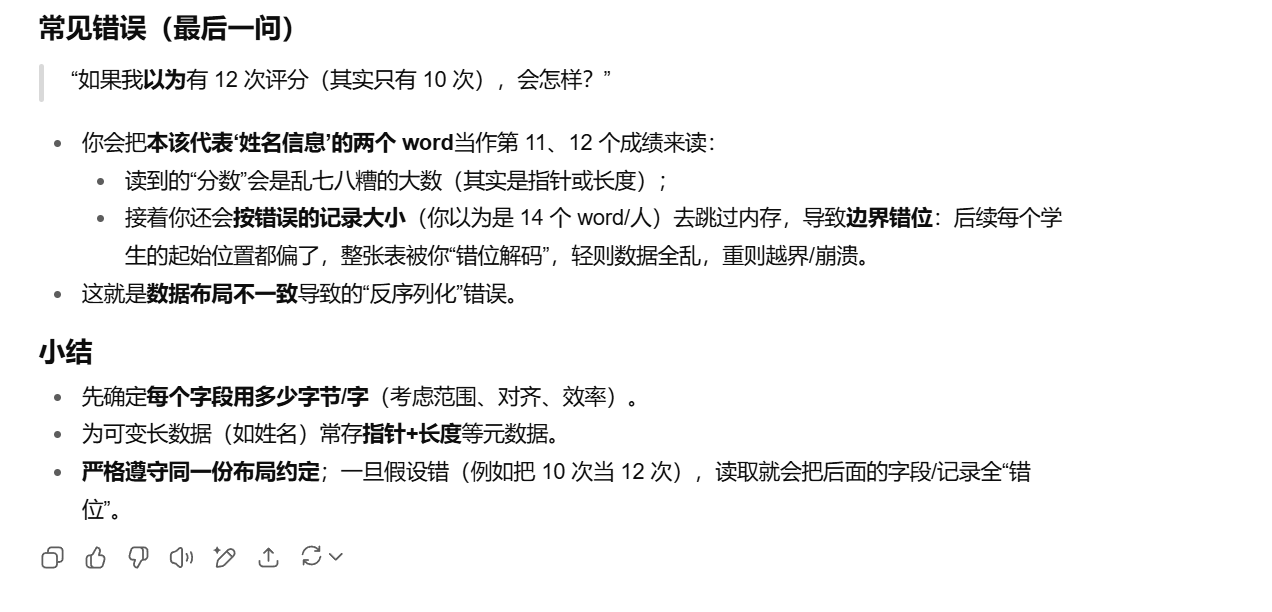 常见错误（最后一问）
“如果我以为有 12 次评分（其实只有 10 次），会怎样？”
你会把本该代表‘姓名信息’的两个 word当作第 11、12 个成绩来读：
读到的“分数”会是乱七八糟的大数（其实是指针或长度）；
接着你还会按错误的记录大小（你以为是 14 个 word/人）去跳过内存，导致边界错位：后续每个学
生的起始位置都偏了，整张表被你“错位解码”，轻则数据全乱，重则越界/崩溃。
这就是数据布局不一致导致的“反序列化”错误。
小结
先确定每个字段用多少字节/字（考虑范围、对齐、效率）。
为可变长数据（如姓名）常存指针+长度等元数据。
严格遵守同一份布局约定；一旦假设错（例如把 10 次当 12 次），读取就会把后面的字段/记录全“错
位”。